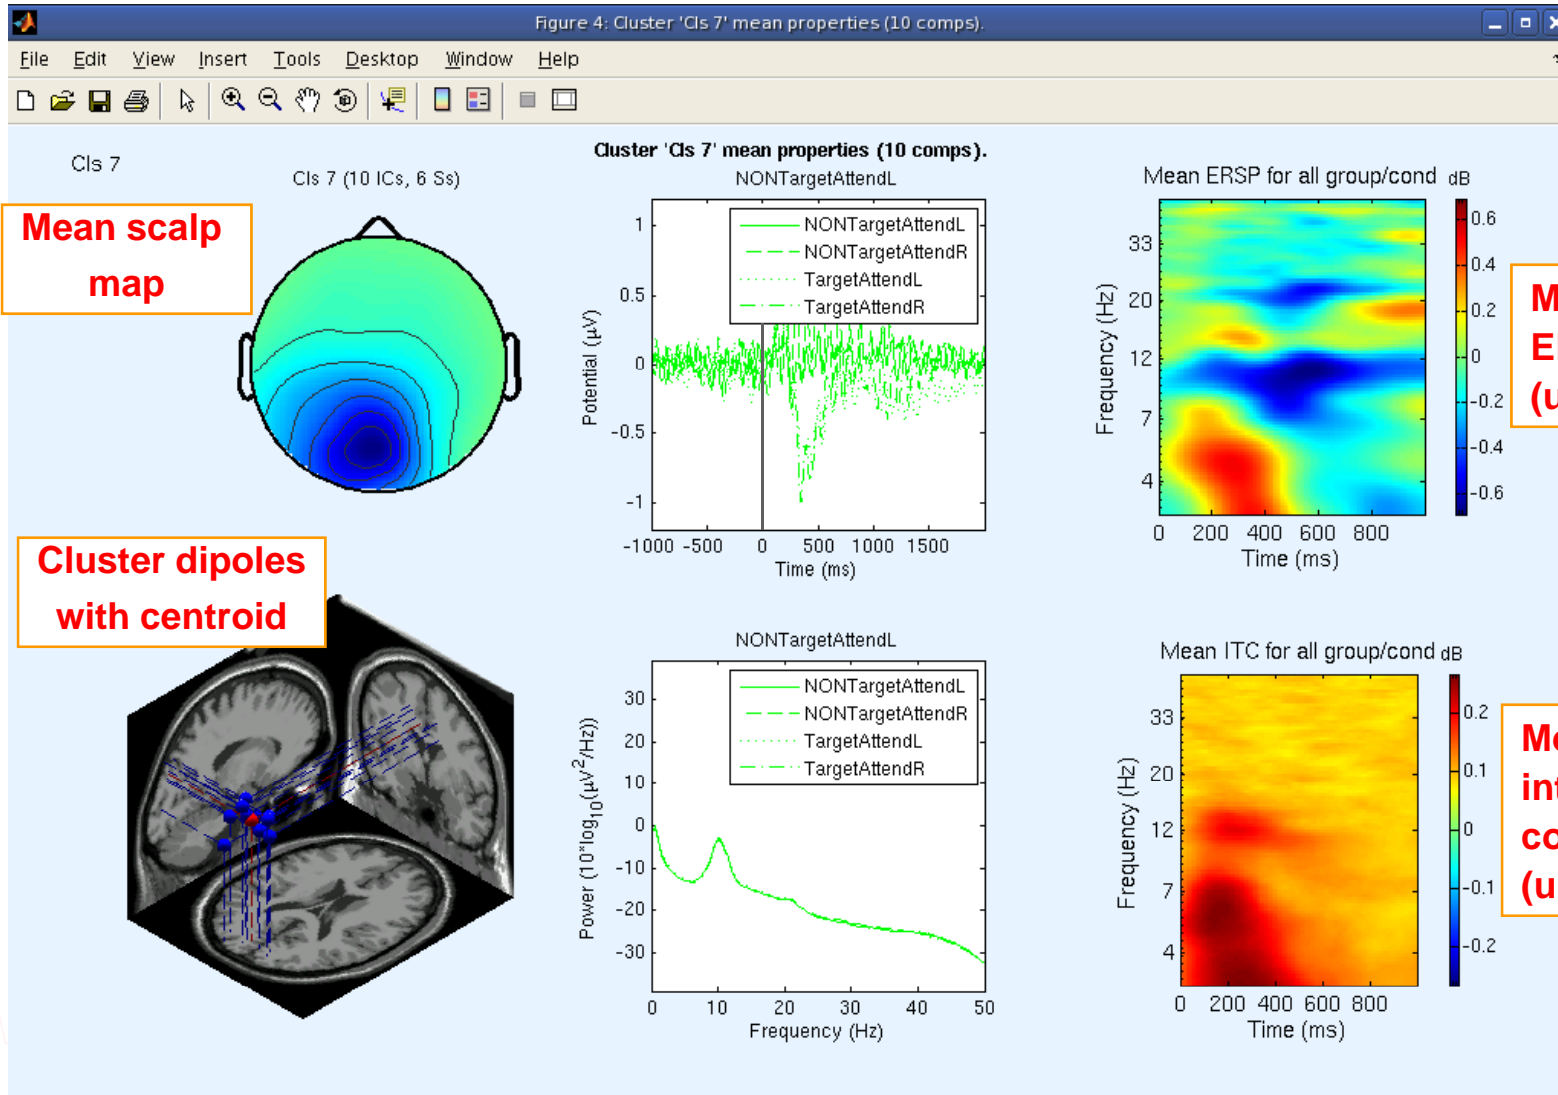 Figure 4: Cluster 'Cls 7' mean properties (10 comps).
File Edit View Insert Tools Desktop Window Help
Cluster 'Cls 7' mean properties (10 comps).
Cls 7
Cls 7 (10 ICs, 6 Ss)
Mean scalp
map
NONTargetAttendL
NONTargetAttendL
NONTargetAttendR
TargetAttendL
TargetAttendR
1
0.5
0
-0.5
-1
Potential (µV)
-1000 -500 0 500 1000 1500
Time (ms)
Mean ERSP for all group/cond dB
33
20
12
7
4
Frequency (Hz)
0 200 400 600 800
Time (ms)
0.6
0.4
0.2
0
-0.2
-0.4
-0.6
Cluster dipoles
with centroid
NONTargetAttendL
NONTargetAttendL
NONTargetAttendR
TargetAttendL
TargetAttendR
30
20
10
0
-10
-20
-30
Power (10*log10(µV2/Hz))
0 10 20 30 40 50
Frequency (Hz)
Mean ITC for all group/cond dB
33
20
12
7
4
Frequency (Hz)
0 200 400 600 800
Time (ms)
0.2
0.1
0
-0.1
-0.2